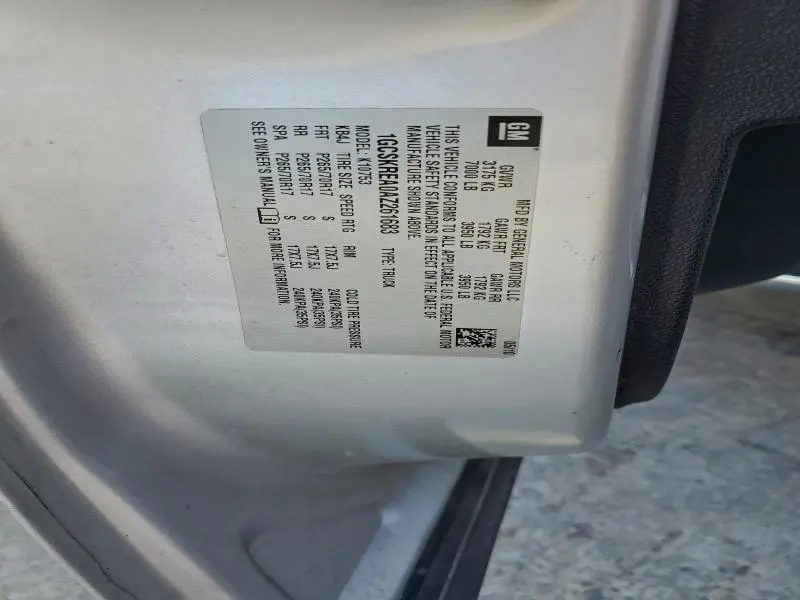 GM
MFD BY GENERAL MOTORS LLC 05/10
GVWR GAWR FRT GAWR RR
3175 KG 1792 KG 1792 KG
7000 LB 3950 LB 3950 LB
THIS VEHICLE CONFORMS TO ALL APPLICABLE U.S. FEDERAL MOTOR
VEHICLE SAFETY STANDARDS IN EFFECT ON THE DATE OF
MANUFACTURE SHOWN ABOVE.
1GCSKREA0AZ261683 TYPE: TRUCK
MODEL: K10753
KB4J TIRE SIZE SPEED RTG RIM COLD TIRE PRESSURE
FRT P265/70R17 S 17X7.5J 240KPA(35PSI)
RR P265/70R17 S 17X7.5J 240KPA(35PSI)
SPA P265/70R17 S 17X7.5J 240KPA(35PSI)
SEE OWNER'S MANUAL FOR MORE INFORMATION.